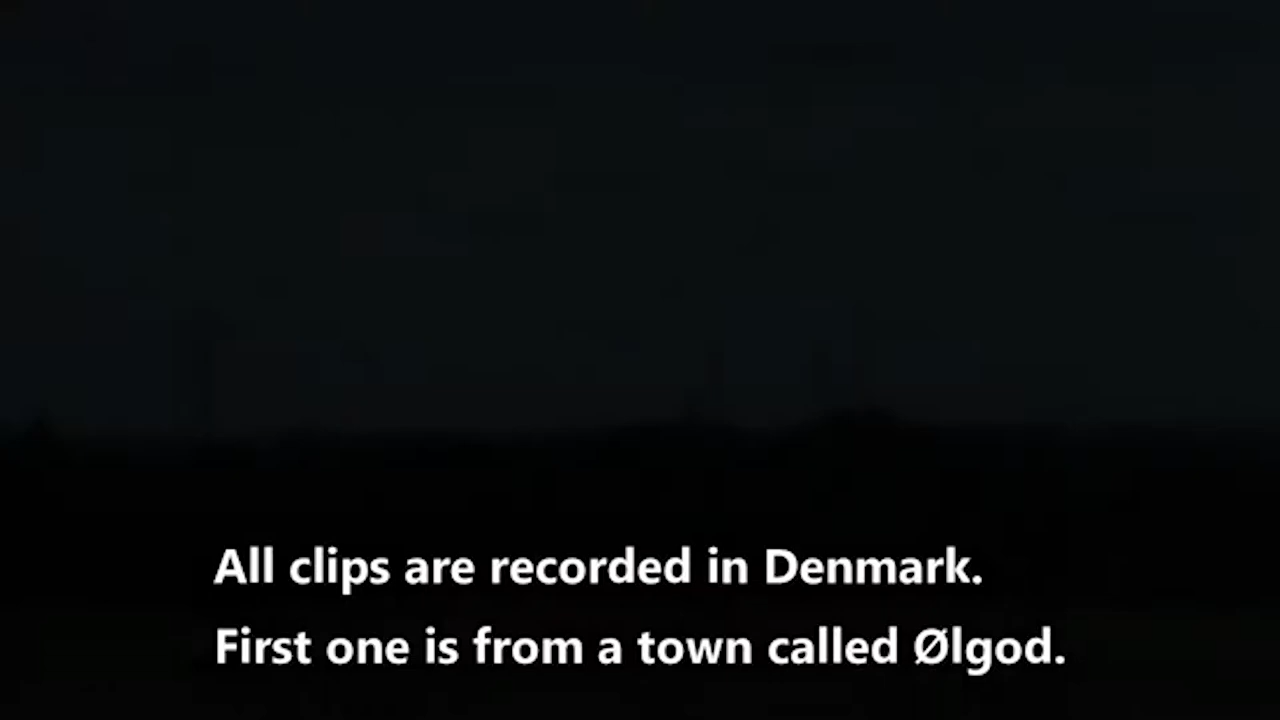 All clips are recorded in Denmark.
First one is from a town called Ølgod.